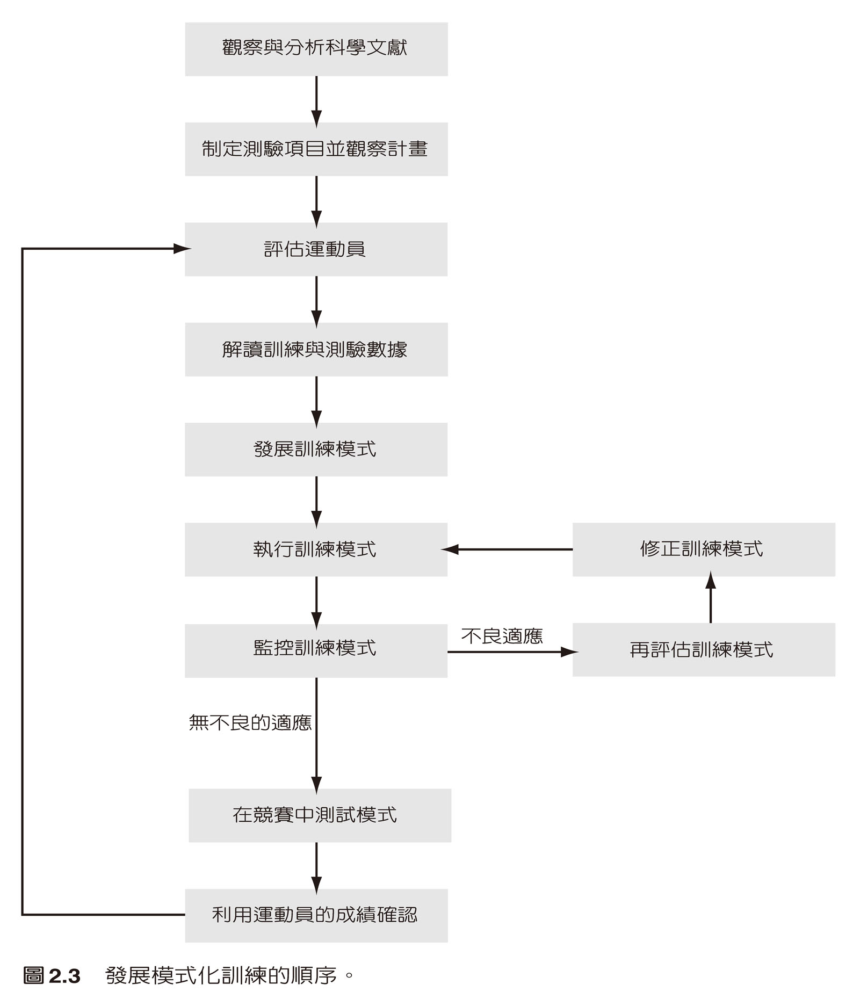 觀察與分析科學文獻
制定測驗項目並觀察計畫
評估運動員
解讀訓練與測驗數據
發展訓練模式
執行訓練模式
修正訓練模式
監控訓練模式
不良適應
再評估訓練模式
無不良的適應
在競賽中測試模式
利用運動員的成績確認
圖2.3 發展模式化訓練的順序。